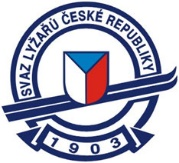 SVAZ LYŽAŘŮ ČESKÉ REPUBLIKY
1903